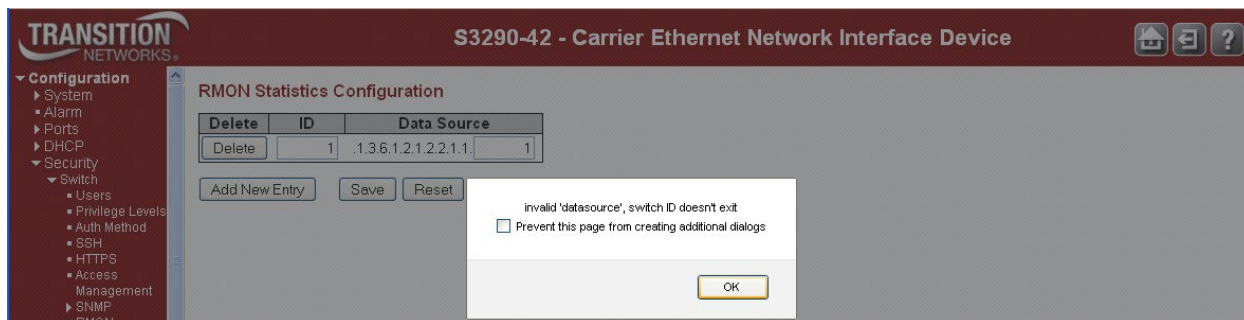 TRANSITION
NETWORKS®
S3290-42 - Carrier Ethernet Network Interface Device
?
Configuration
System
Alarm
Ports
DHCP
Security
Switch
Users
Privilege Levels
Auth Method
SSH
HTTPS
Access
Management
SNMP
RMON
RMON Statistics Configuration
Delete ID Data Source
Delete 1 .1.3.6.1.2.1.2.2.1.1. 1
Add New Entry Save Reset
invalid 'datasource', switch ID doesn't exit
Prevent this page from creating additional dialogs
OK